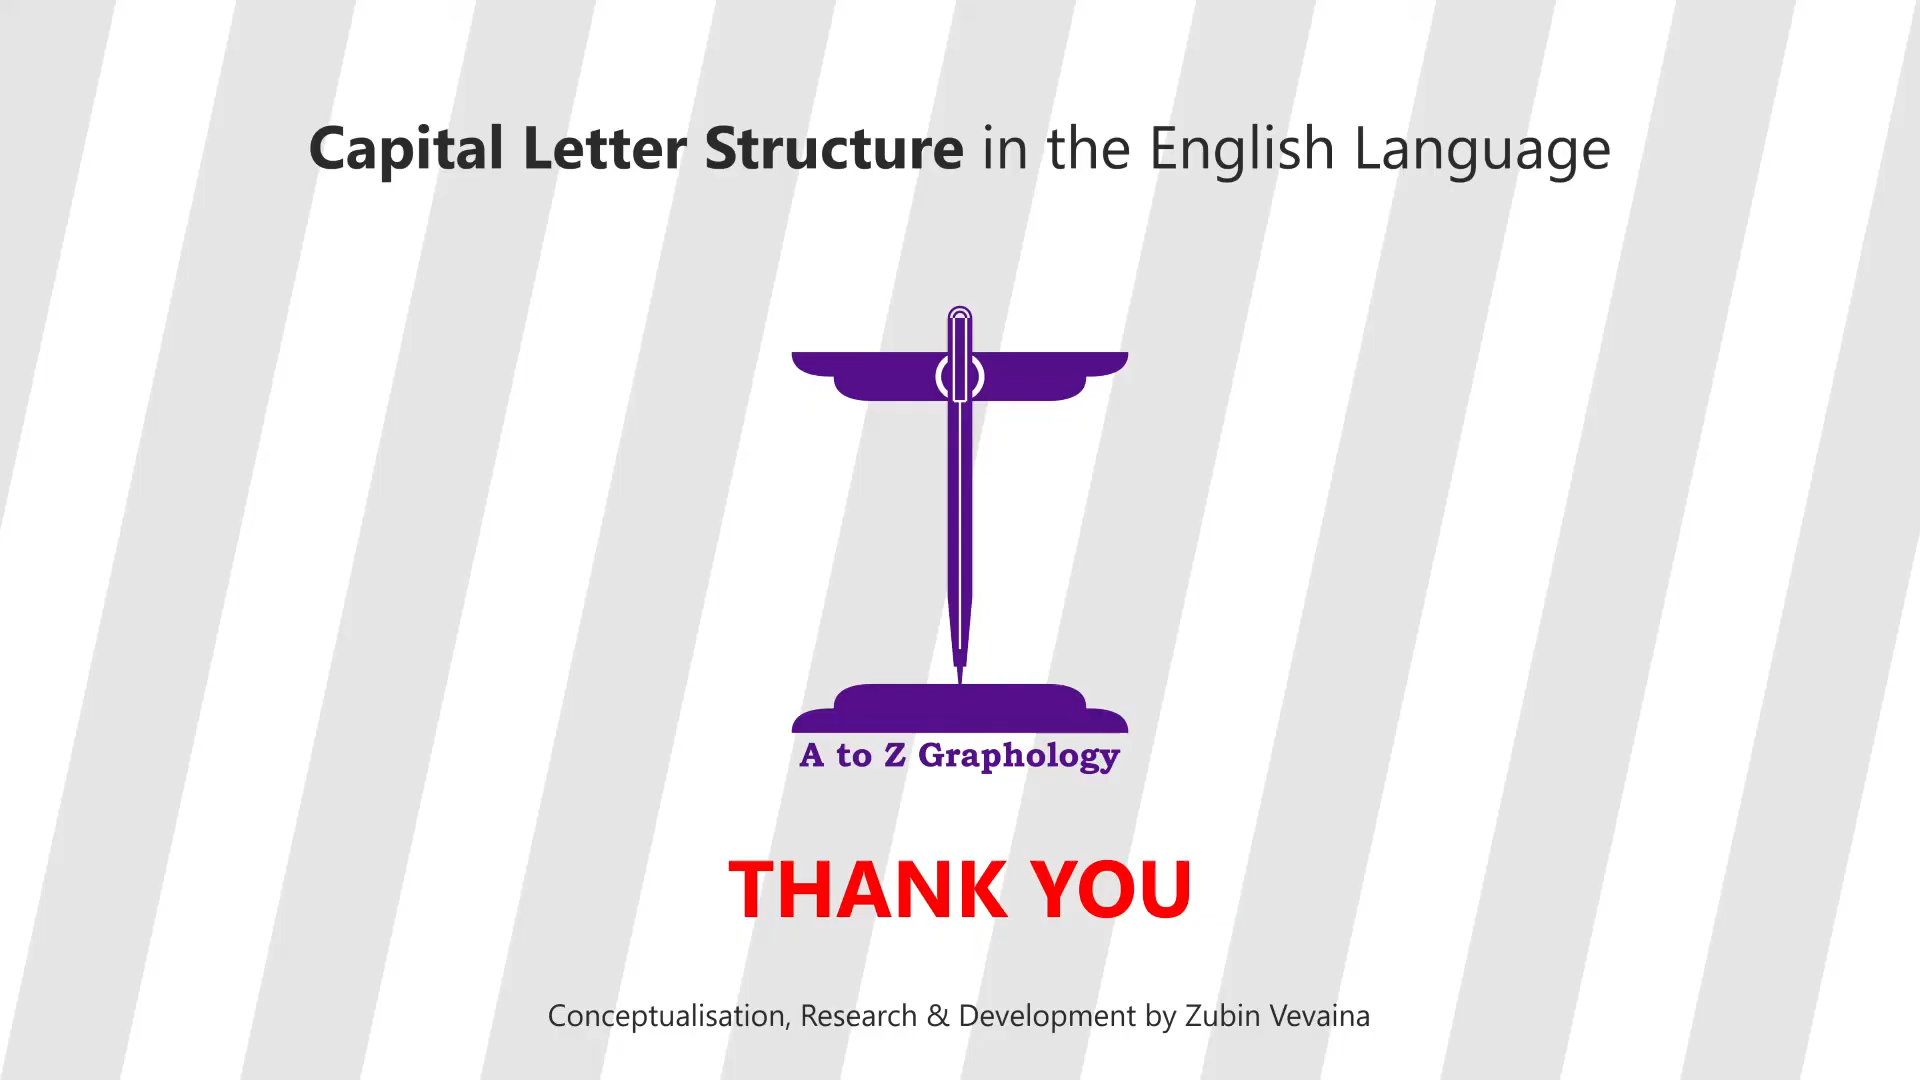 Capital Letter Structure in the English Language
A to Z Graphology
THANK YOU
Conceptualisation, Research & Development by Zubin Vevaina